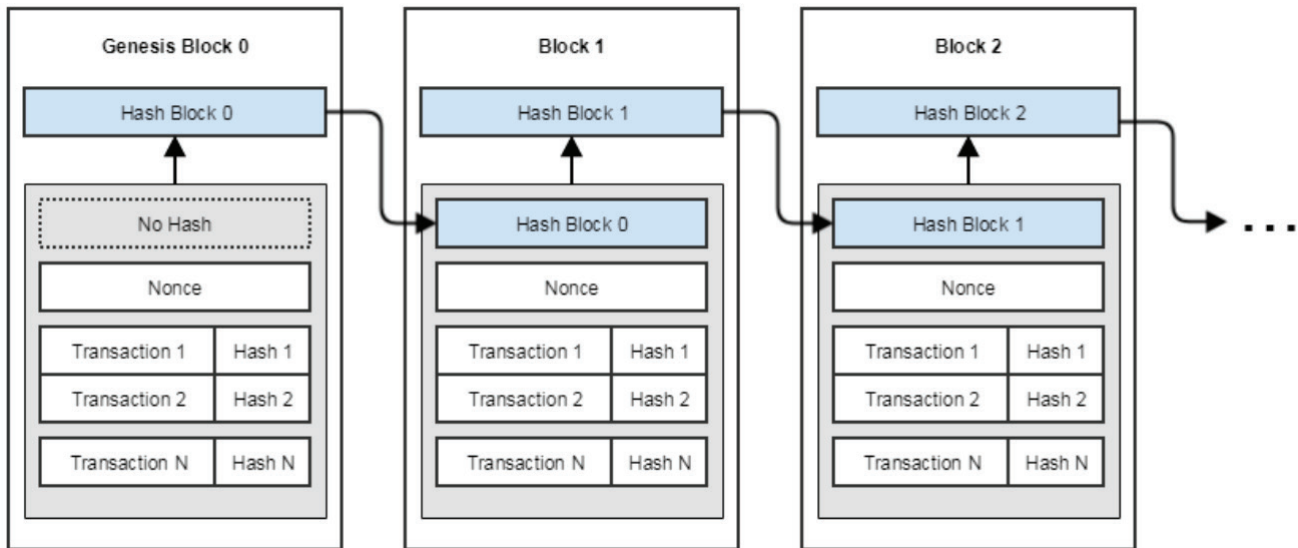 Genesis Block 0
Hash Block 0
No Hash
Nonce
Transaction 1 Hash 1
Transaction 2 Hash 2
Transaction N Hash N
Block 1
Hash Block 1
Hash Block 0
Nonce
Transaction 1 Hash 1
Transaction 2 Hash 2
Transaction N Hash N
Block 2
Hash Block 2
Hash Block 1
Nonce
Transaction 1 Hash 1
Transaction 2 Hash 2
Transaction N Hash N
...